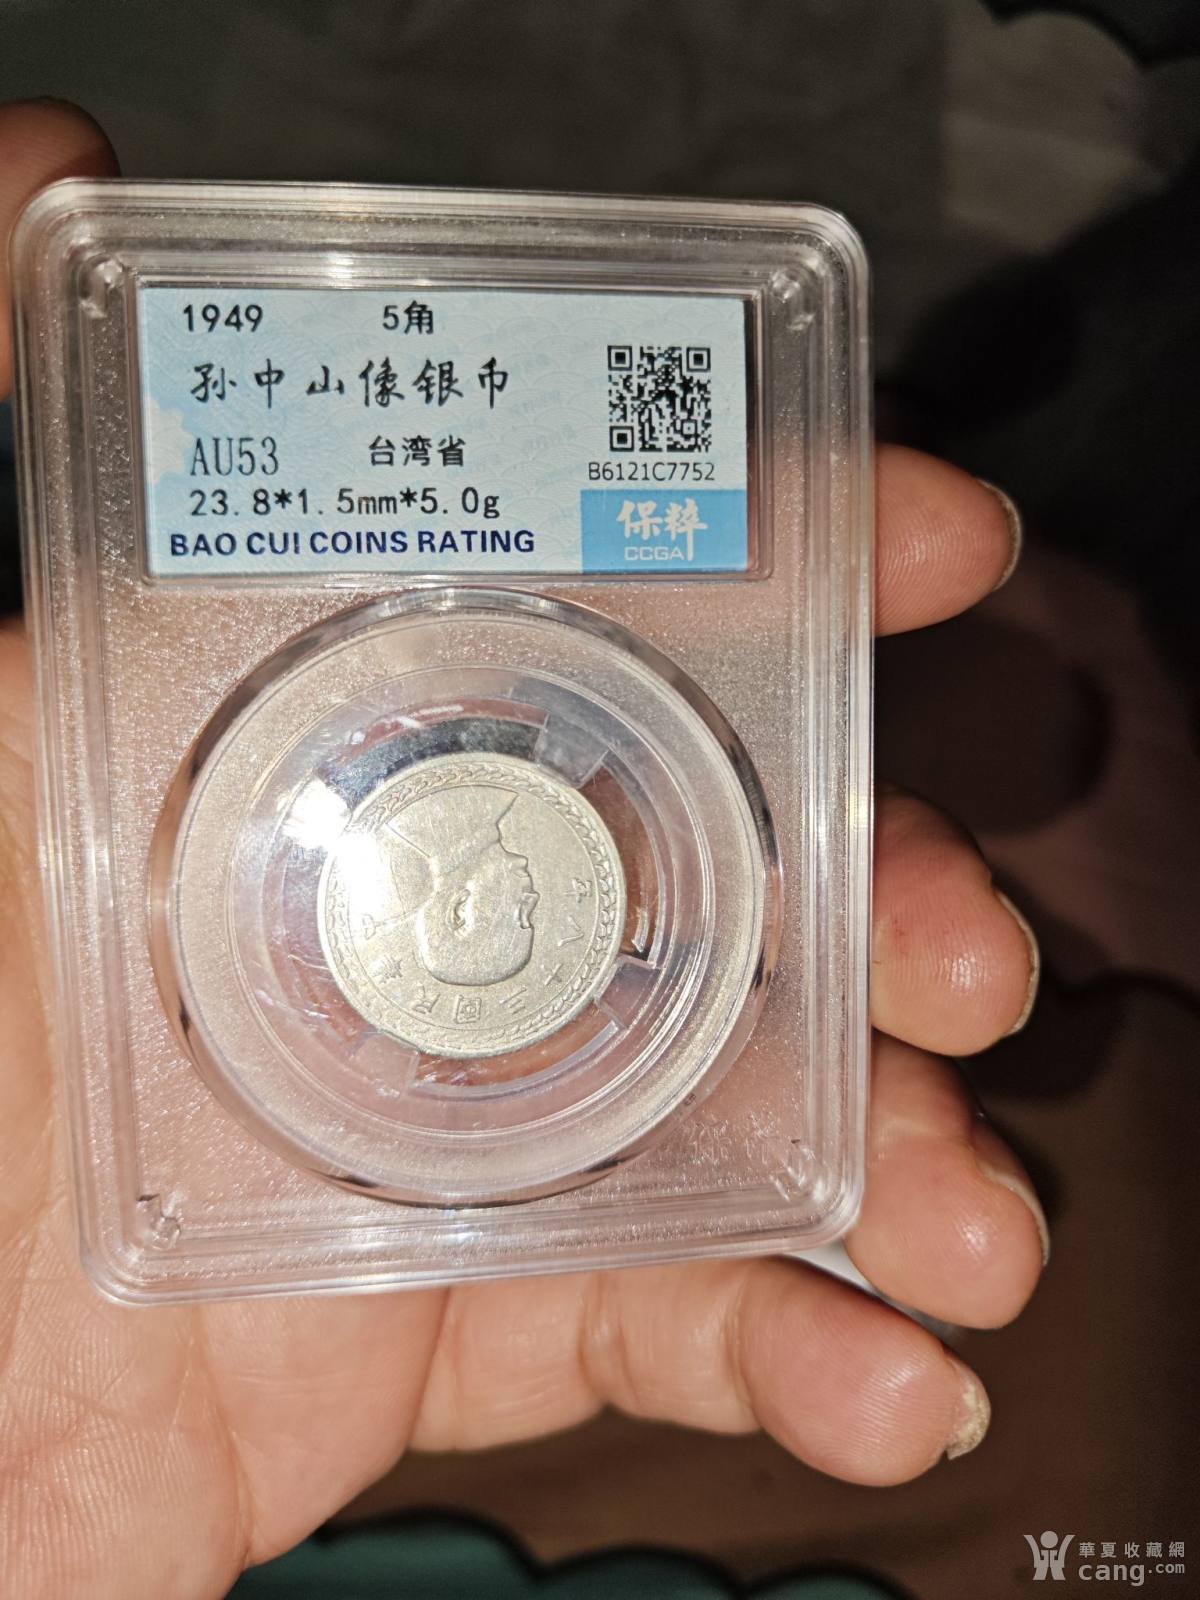 1949 5角
孙中山像银币
AU53 台湾省
23.8*1.5mm*5.0g
BAO CUI COINS RATING
B6121C7752
保粹
CCGA
中華民國三十八年
華夏收藏網
cang.com